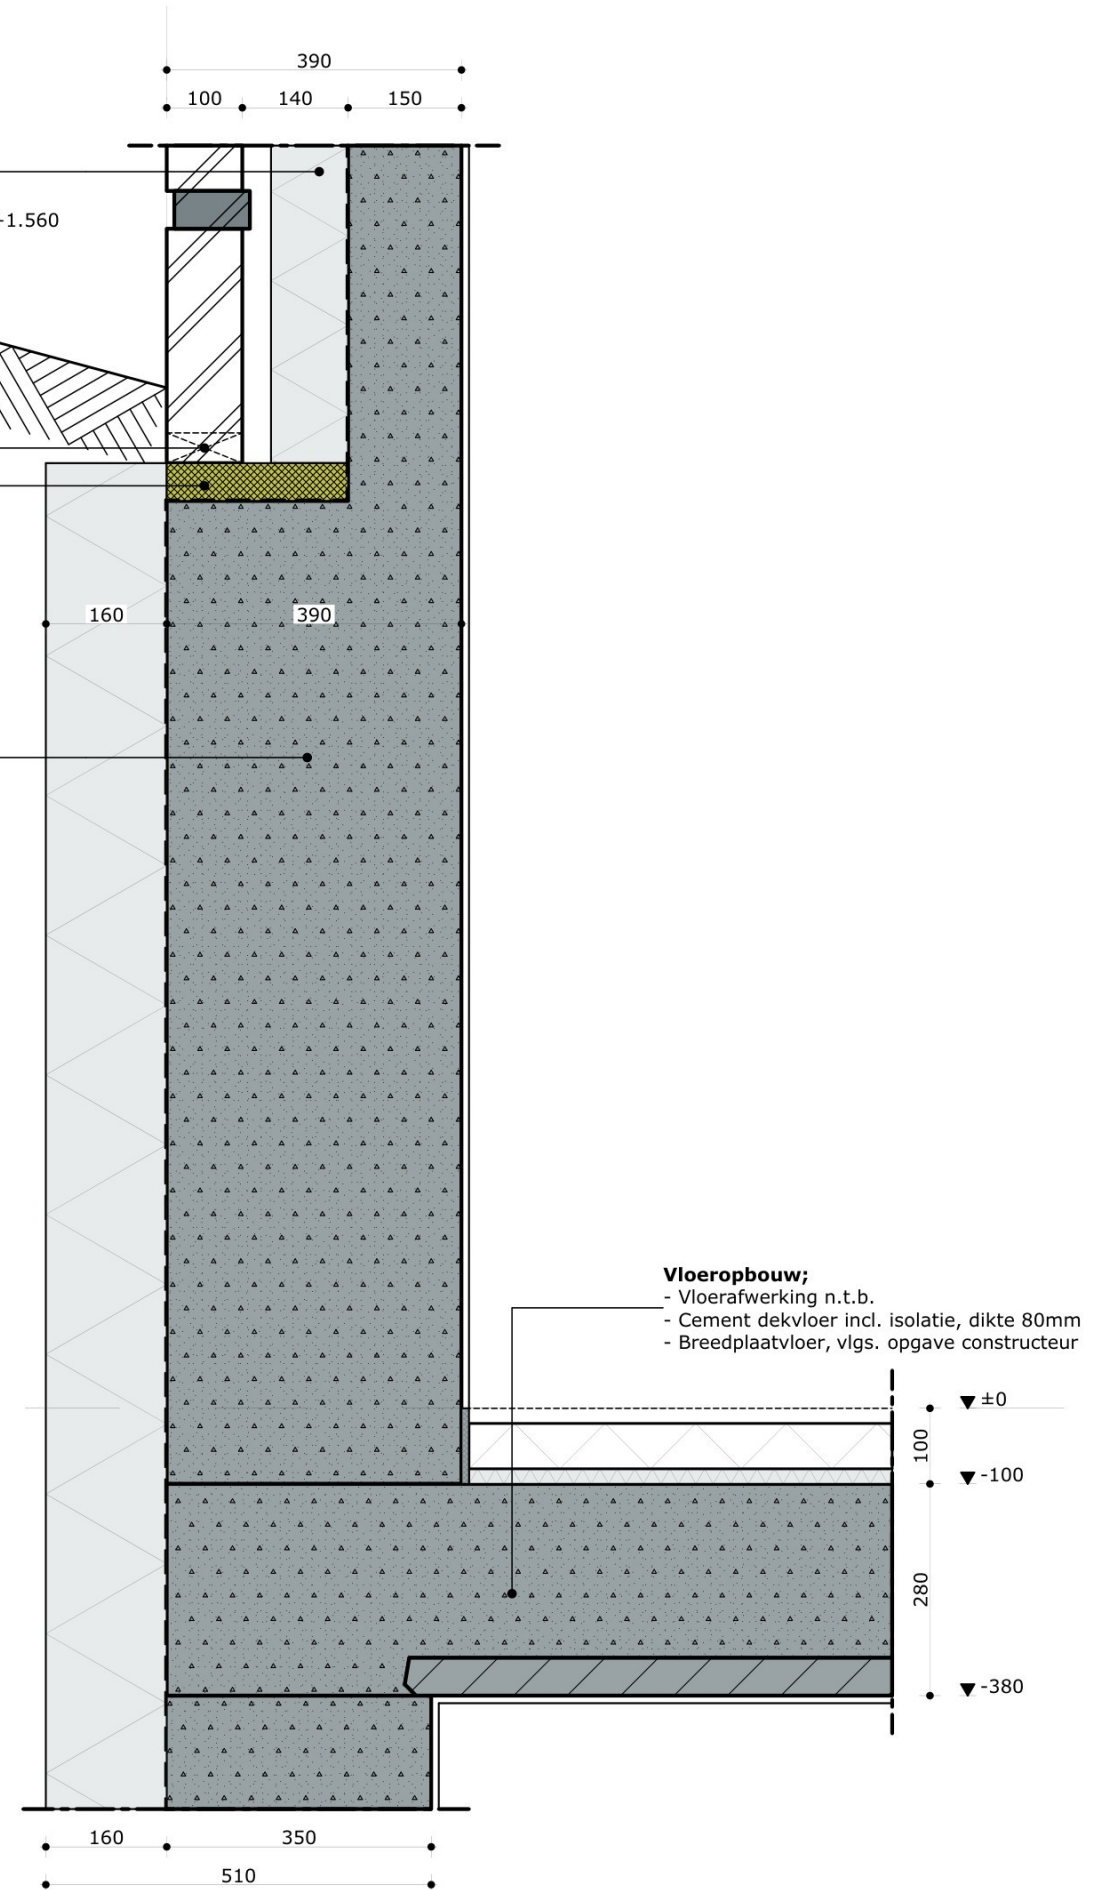 390
100 140 150
-1.560
160 390
Vloeropbouw;
- Vloerafwerking n.t.b.
- Cement dekvloer incl. isolatie, dikte 80mm
- Breedplaatvloer, vlgs. opgave constructeur
±0
100
-100
280
-380
160 350
510